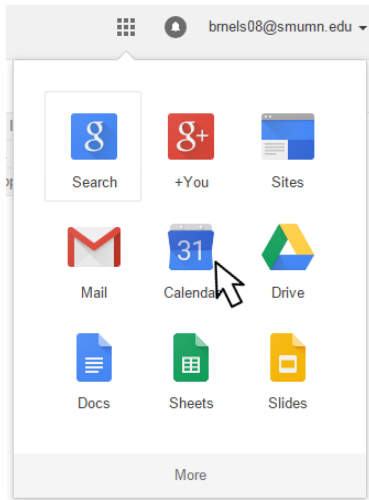 brnels08@smumn.edu
g
g+
Search
+You
Sites
31
Mail
Calendar
Drive
Docs
Sheets
Slides
More